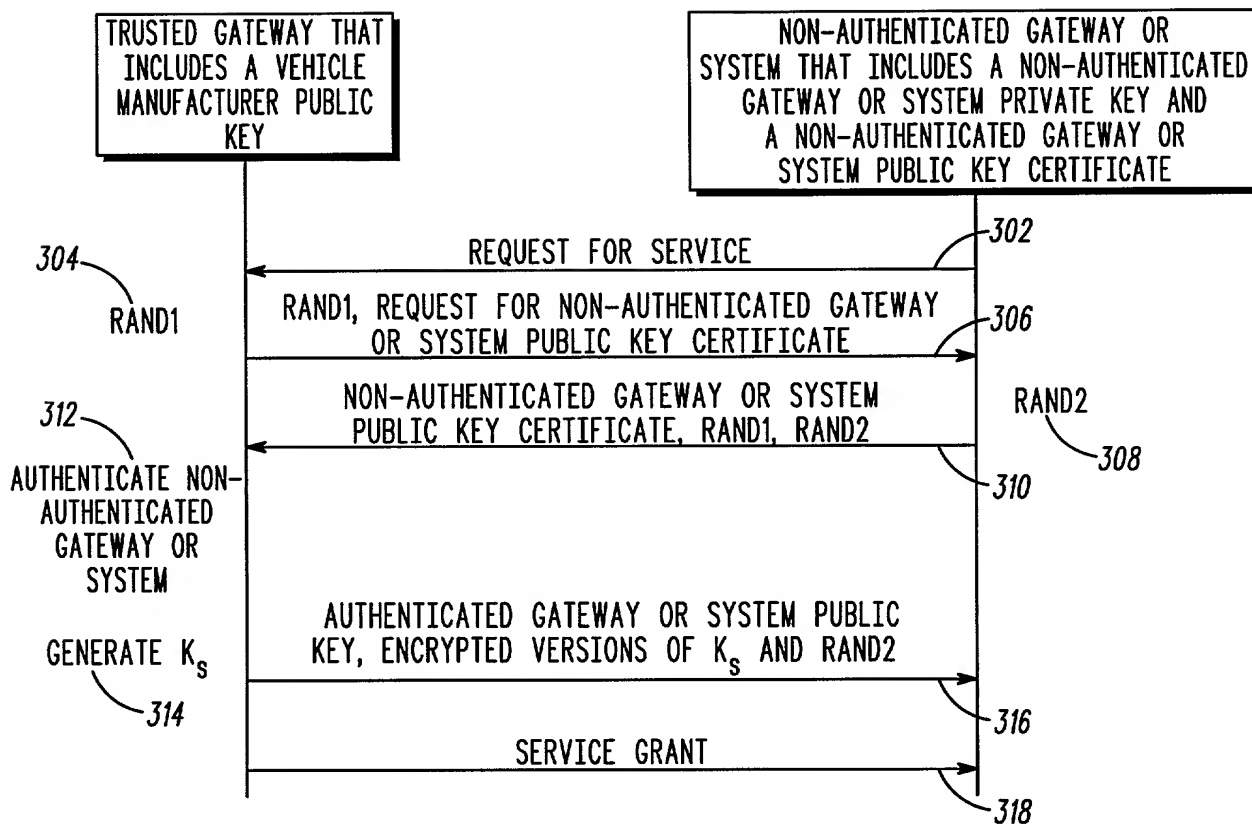 TRUSTED GATEWAY THAT
INCLUDES A VEHICLE
MANUFACTURER PUBLIC
KEY
NON-AUTHENTICATED GATEWAY OR
SYSTEM THAT INCLUDES A NON-AUTHENTICATED
GATEWAY OR SYSTEM PRIVATE KEY AND
A NON-AUTHENTICATED GATEWAY OR
SYSTEM PUBLIC KEY CERTIFICATE
REQUEST FOR SERVICE
302
304
RAND1
RAND1, REQUEST FOR NON-AUTHENTICATED GATEWAY
OR SYSTEM PUBLIC KEY CERTIFICATE
306
NON-AUTHENTICATED GATEWAY OR SYSTEM
PUBLIC KEY CERTIFICATE, RAND1, RAND2
310
RAND2
308
312
AUTHENTICATE NON-
AUTHENTICATED
GATEWAY OR
SYSTEM
GENERATE Ks
314
AUTHENTICATED GATEWAY OR SYSTEM PUBLIC
KEY, ENCRYPTED VERSIONS OF Ks AND RAND2
316
SERVICE GRANT
318